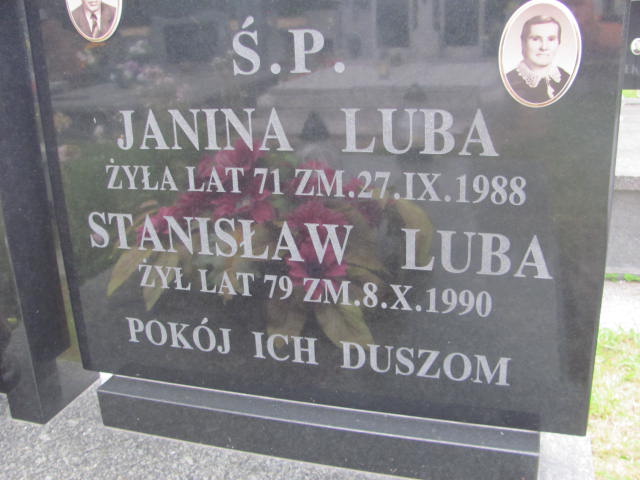 Ś.P.
JANINA LUBA
ŻYŁA LAT 71 ZM.27.IX.1988
STANISŁAW LUBA
ŻYŁ LAT 79 ZM.8.X.1990
POKÓJ ICH DUSZOM